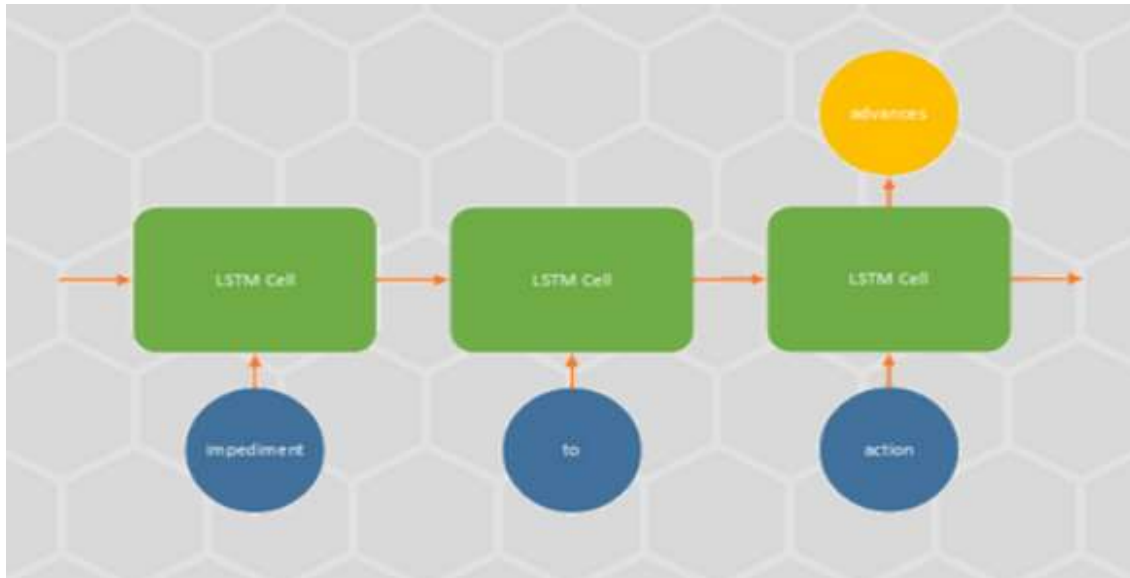 advances
LSTM Cell
LSTM Cell
LSTM Cell
impediment
to
action